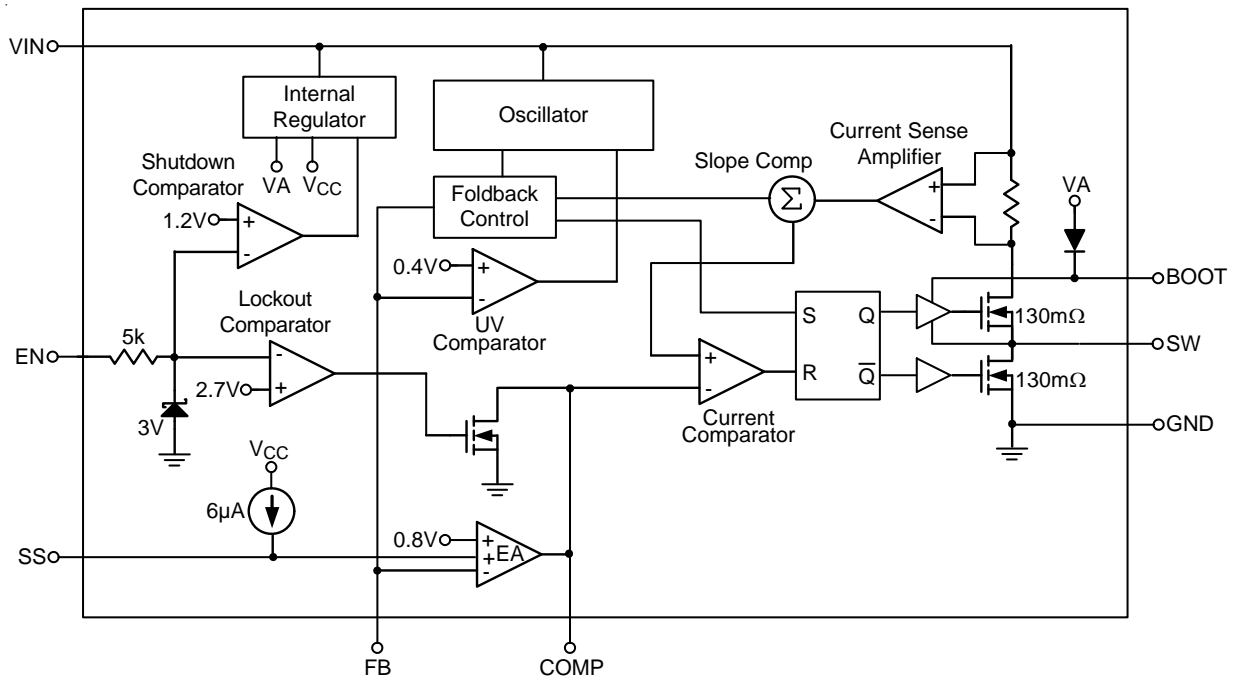 VIN
Internal
Regulator
Oscillator
Shutdown
Comparator
VA
VCC
Foldback
Control
Slope Comp
Current Sense
Amplifier
Σ
+
-
VA
1.2V
+
-
0.4V
+
-
UV
Comparator
BOOT
Lockout
Comparator
S
Q
130mΩ
SW
EN
5k
-
+
2.7V
3V
+
-
Current
Comparator
R
Q̅
130mΩ
GND
VCC
6µA
0.8V
+
+
-
EA
SS
FB
COMP